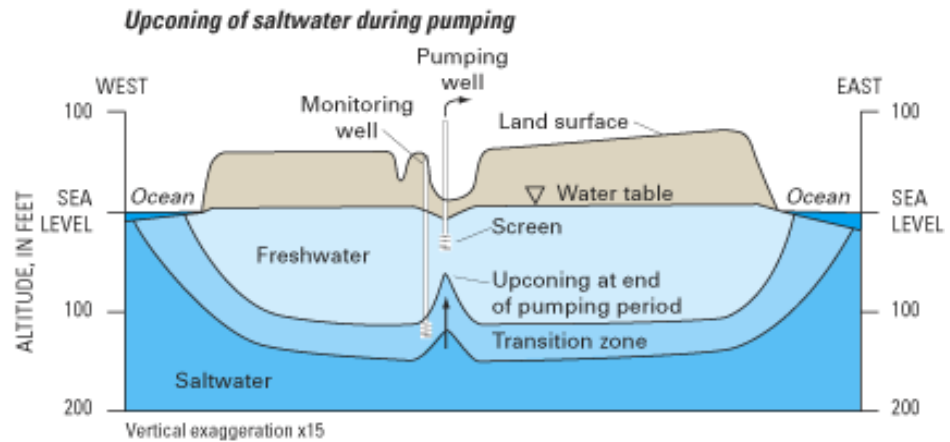 Upconing of saltwater during pumping
Pumping
well
WEST
EAST
Monitoring
well
100
100
Land surface
SEA
LEVEL
Ocean
Water table
Ocean
SEA
LEVEL
Screen
Freshwater
Upconing at end
of pumping period
ALTITUDE, IN FEET
100
100
Transition zone
Saltwater
200
200
Vertical exaggeration x15